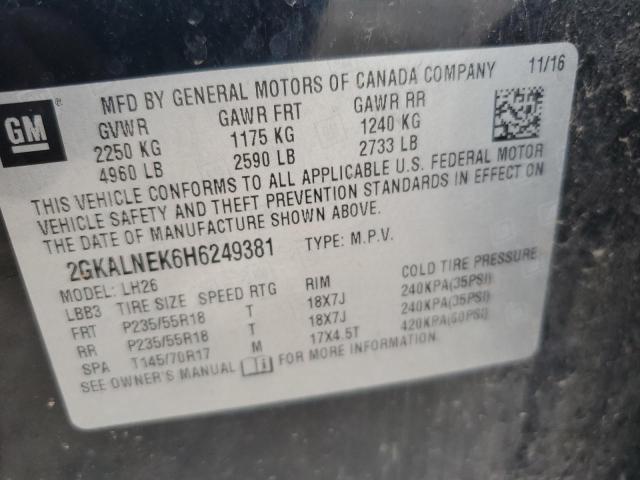 GM ®
MFD BY GENERAL MOTORS OF CANADA COMPANY 11/16
GVWR GAWR FRT GAWR RR
2250 KG 1175 KG 1240 KG
4960 LB 2590 LB 2733 LB
THIS VEHICLE CONFORMS TO ALL APPLICABLE U.S. FEDERAL MOTOR
VEHICLE SAFETY AND THEFT PREVENTION STANDARDS IN EFFECT ON
THE DATE OF MANUFACTURE SHOWN ABOVE.
2GKALNEK6H6249381 TYPE: M.P.V.
MODEL: LH26
LBB3 TIRE SIZE SPEED RTG RIM COLD TIRE PRESSURE
FRT P235/55R18 T 18X7J 240KPA(35PSI)
RR P235/55R18 T 18X7J 240KPA(35PSI)
SPA T145/70R17 M 17X4.5T 420KPA(60PSI)
SEE OWNER'S MANUAL FOR MORE INFORMATION.